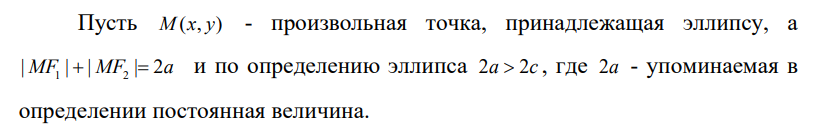 Пусть M(x, y) - произвольная точка, принадлежащая эллипсу, а
| MF₁ | + | MF₂ |= 2a и по определению эллипса 2a > 2c, где 2a - упоминаемая в
определении постоянная величина.